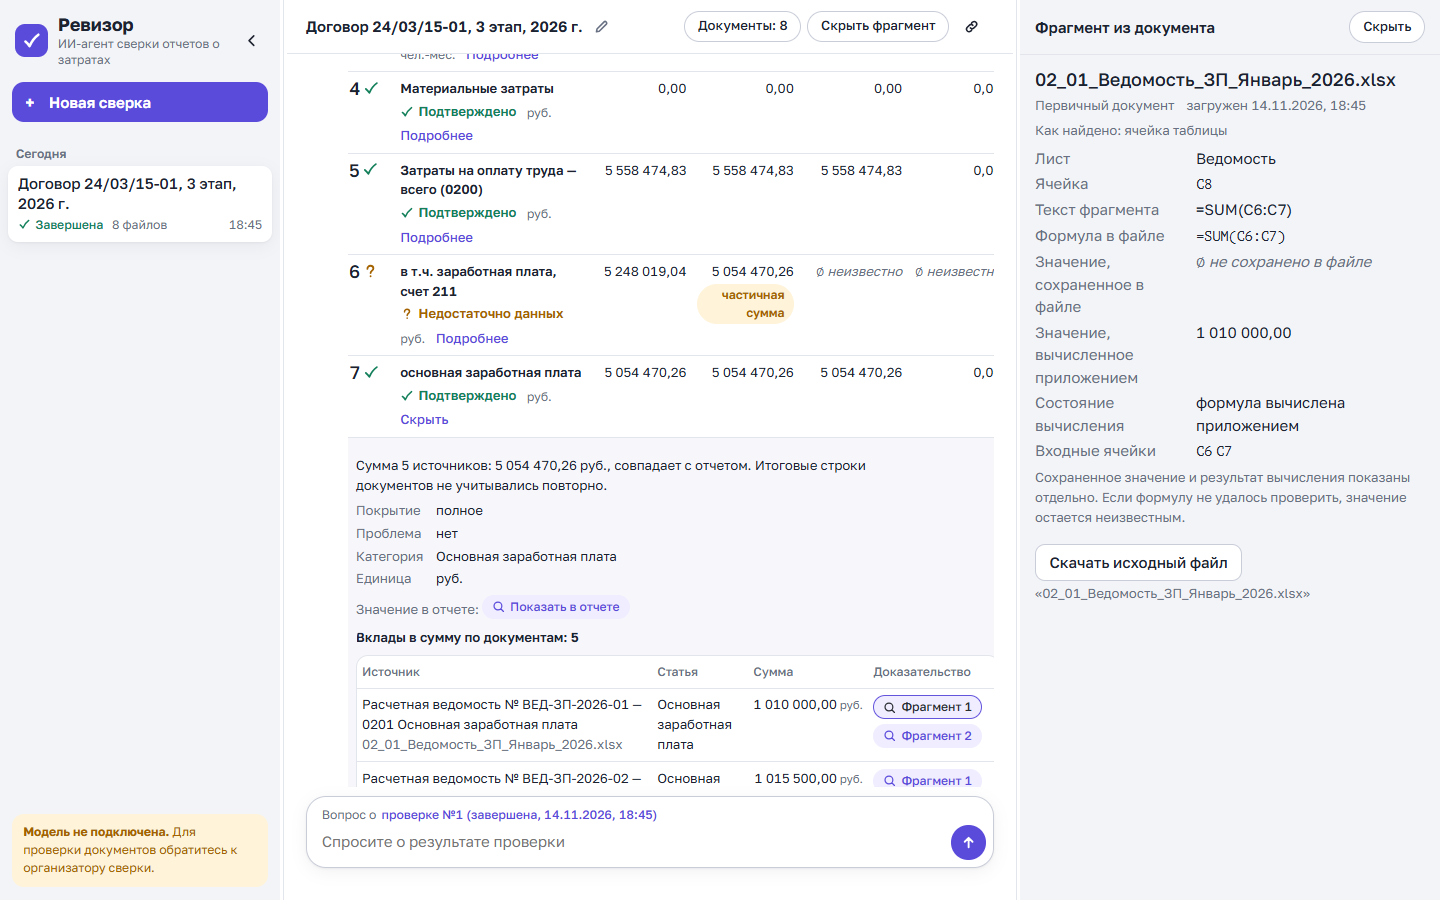 Ревизор
ИИ-агент сверки отчетов о
затратах
+ Новая сверка
Сегодня
Договор 24/03/15-01, 3 этап,
2026 г.
Завершена 8 файлов 18:45
Модель не подключена. Для
проверки документов обратитесь к
организатору сверки.
Договор 24/03/15-01, 3 этап, 2026 г.
Документы: 8
Скрыть фрагмент
чел.-мес. Подробнее
4 Материальные затраты 0,00 0,00 0,00 0,0
Подтверждено руб.
Подробнее
5 Затраты на оплату труда — 5 558 474,83 5 558 474,83 5 558 474,83 0,0
всего (0200)
Подтверждено руб.
Подробнее
6 ? в т.ч. заработная плата, 5 248 019,04 5 054 470,26 ∅ неизвестно ∅ неизвестн
счет 211 частичная
? Недостаточно данных сумма
руб. Подробнее
7 основная заработная плата 5 054 470,26 5 054 470,26 5 054 470,26 0,0
Подтверждено руб.
Скрыть
Сумма 5 источников: 5 054 470,26 руб., совпадает с отчетом. Итоговые строки
документов не учитывались повторно.
Покрытие полное
Проблема нет
Категория Основная заработная плата
Единица руб.
Значение в отчете: Показать в отчете
Вклады в сумму по документам: 5
Источник Статья Сумма Доказательство
Расчетная ведомость № ВЕД-ЗП-2026-01 — Основная 1 010 000,00 руб. Фрагмент 1
0201 Основная заработная плата заработная Фрагмент 2
02_01_Ведомость_ЗП_Январь_2026.xlsx плата
Расчетная ведомость № ВЕД-ЗП-2026-02 — Основная 1 015 500,00 руб. Фрагмент 1
Вопрос о проверке №1 (завершена, 14.11.2026, 18:45)
Спросите о результате проверки
Фрагмент из документа
Скрыть
02_01_Ведомость_ЗП_Январь_2026.xlsx
Первичный документ загружен 14.11.2026, 18:45
Как найдено: ячейка таблицы
Лист Ведомость
Ячейка C8
Текст фрагмента =SUM(C6:C7)
Формула в файле =SUM(C6:C7)
Значение, ∅ не сохранено в файле
сохраненное в
файле
Значение, 1 010 000,00
вычисленное
приложением
Состояние формула вычислена
вычисления приложением
Входные ячейки C6 C7
Сохраненное значение и результат вычисления показаны
отдельно. Если формулу не удалось проверить, значение
остается неизвестным.
Скачать исходный файл
«02_01_Ведомость_ЗП_Январь_2026.xlsx»